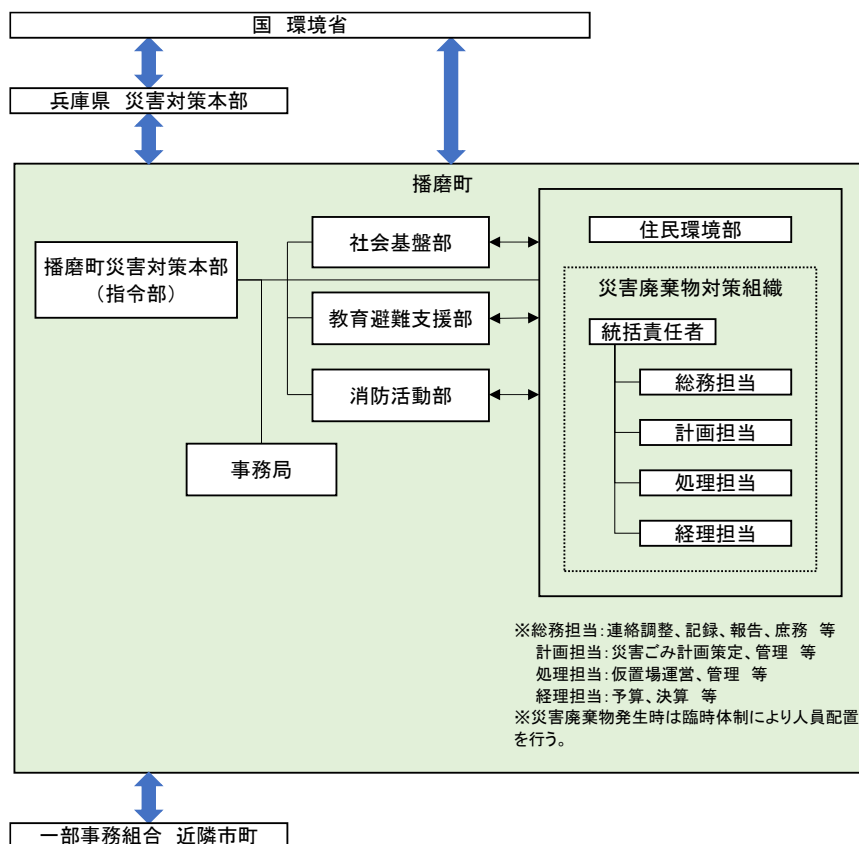 国 環境省
兵庫県 災害対策本部
播磨町
播磨町災害対策本部
（指令部）
社会基盤部
教育避難支援部
消防活動部
事務局
住民環境部
災害廃棄物対策組織
統括責任者
総務担当
計画担当
処理担当
経理担当
※総務担当:連絡調整、記録、報告、庶務 等
計画担当:災害ごみ計画策定、管理 等
処理担当:仮置場運営、管理 等
経理担当:予算、決算 等
※災害廃棄物発生時は臨時体制により人員配置
を行う。
一部事務組合 近隣市町